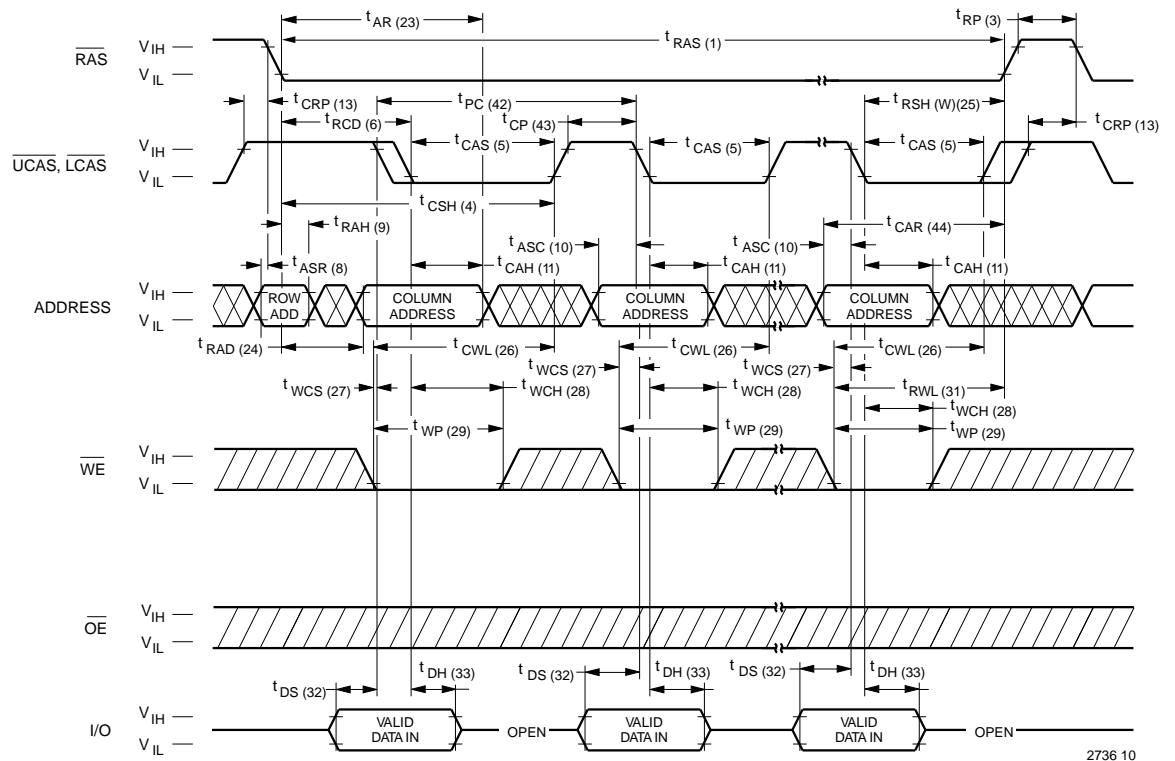 t AR (23)
t RP (3)
t RAS (1)
RAS
V IH
V IL
t CRP (13)
t PC (42)
t RSH (W)(25)
t RCD (6)
t CP (43)
t CRP (13)
UCAS, LCAS
V IH
V IL
t CAS (5)
t CAS (5)
t CAS (5)
t CSH (4)
t RAH (9)
t CAR (44)
t ASC (10)
t ASC (10)
t ASR (8)
t CAH (11)
t CAH (11)
t CAH (11)
ADDRESS
V IH
V IL
ROW
ADD
COLUMN
ADDRESS
COLUMN
ADDRESS
COLUMN
ADDRESS
t RAD (24)
t CWL (26)
t CWL (26)
t CWL (26)
t WCS (27)
t WCS (27)
t WCS (27)
t WCH (28)
t WCH (28)
t RWL (31)
t WCH (28)
t WP (29)
t WP (29)
t WP (29)
WE
V IH
V IL
OE
V IH
V IL
t DS (32)
t DH (33)
t DS (32)
t DH (33)
t DS (32)
t DH (33)
I/O
V IH
V IL
VALID
DATA IN
OPEN
VALID
DATA IN
VALID
DATA IN
OPEN
2736 10